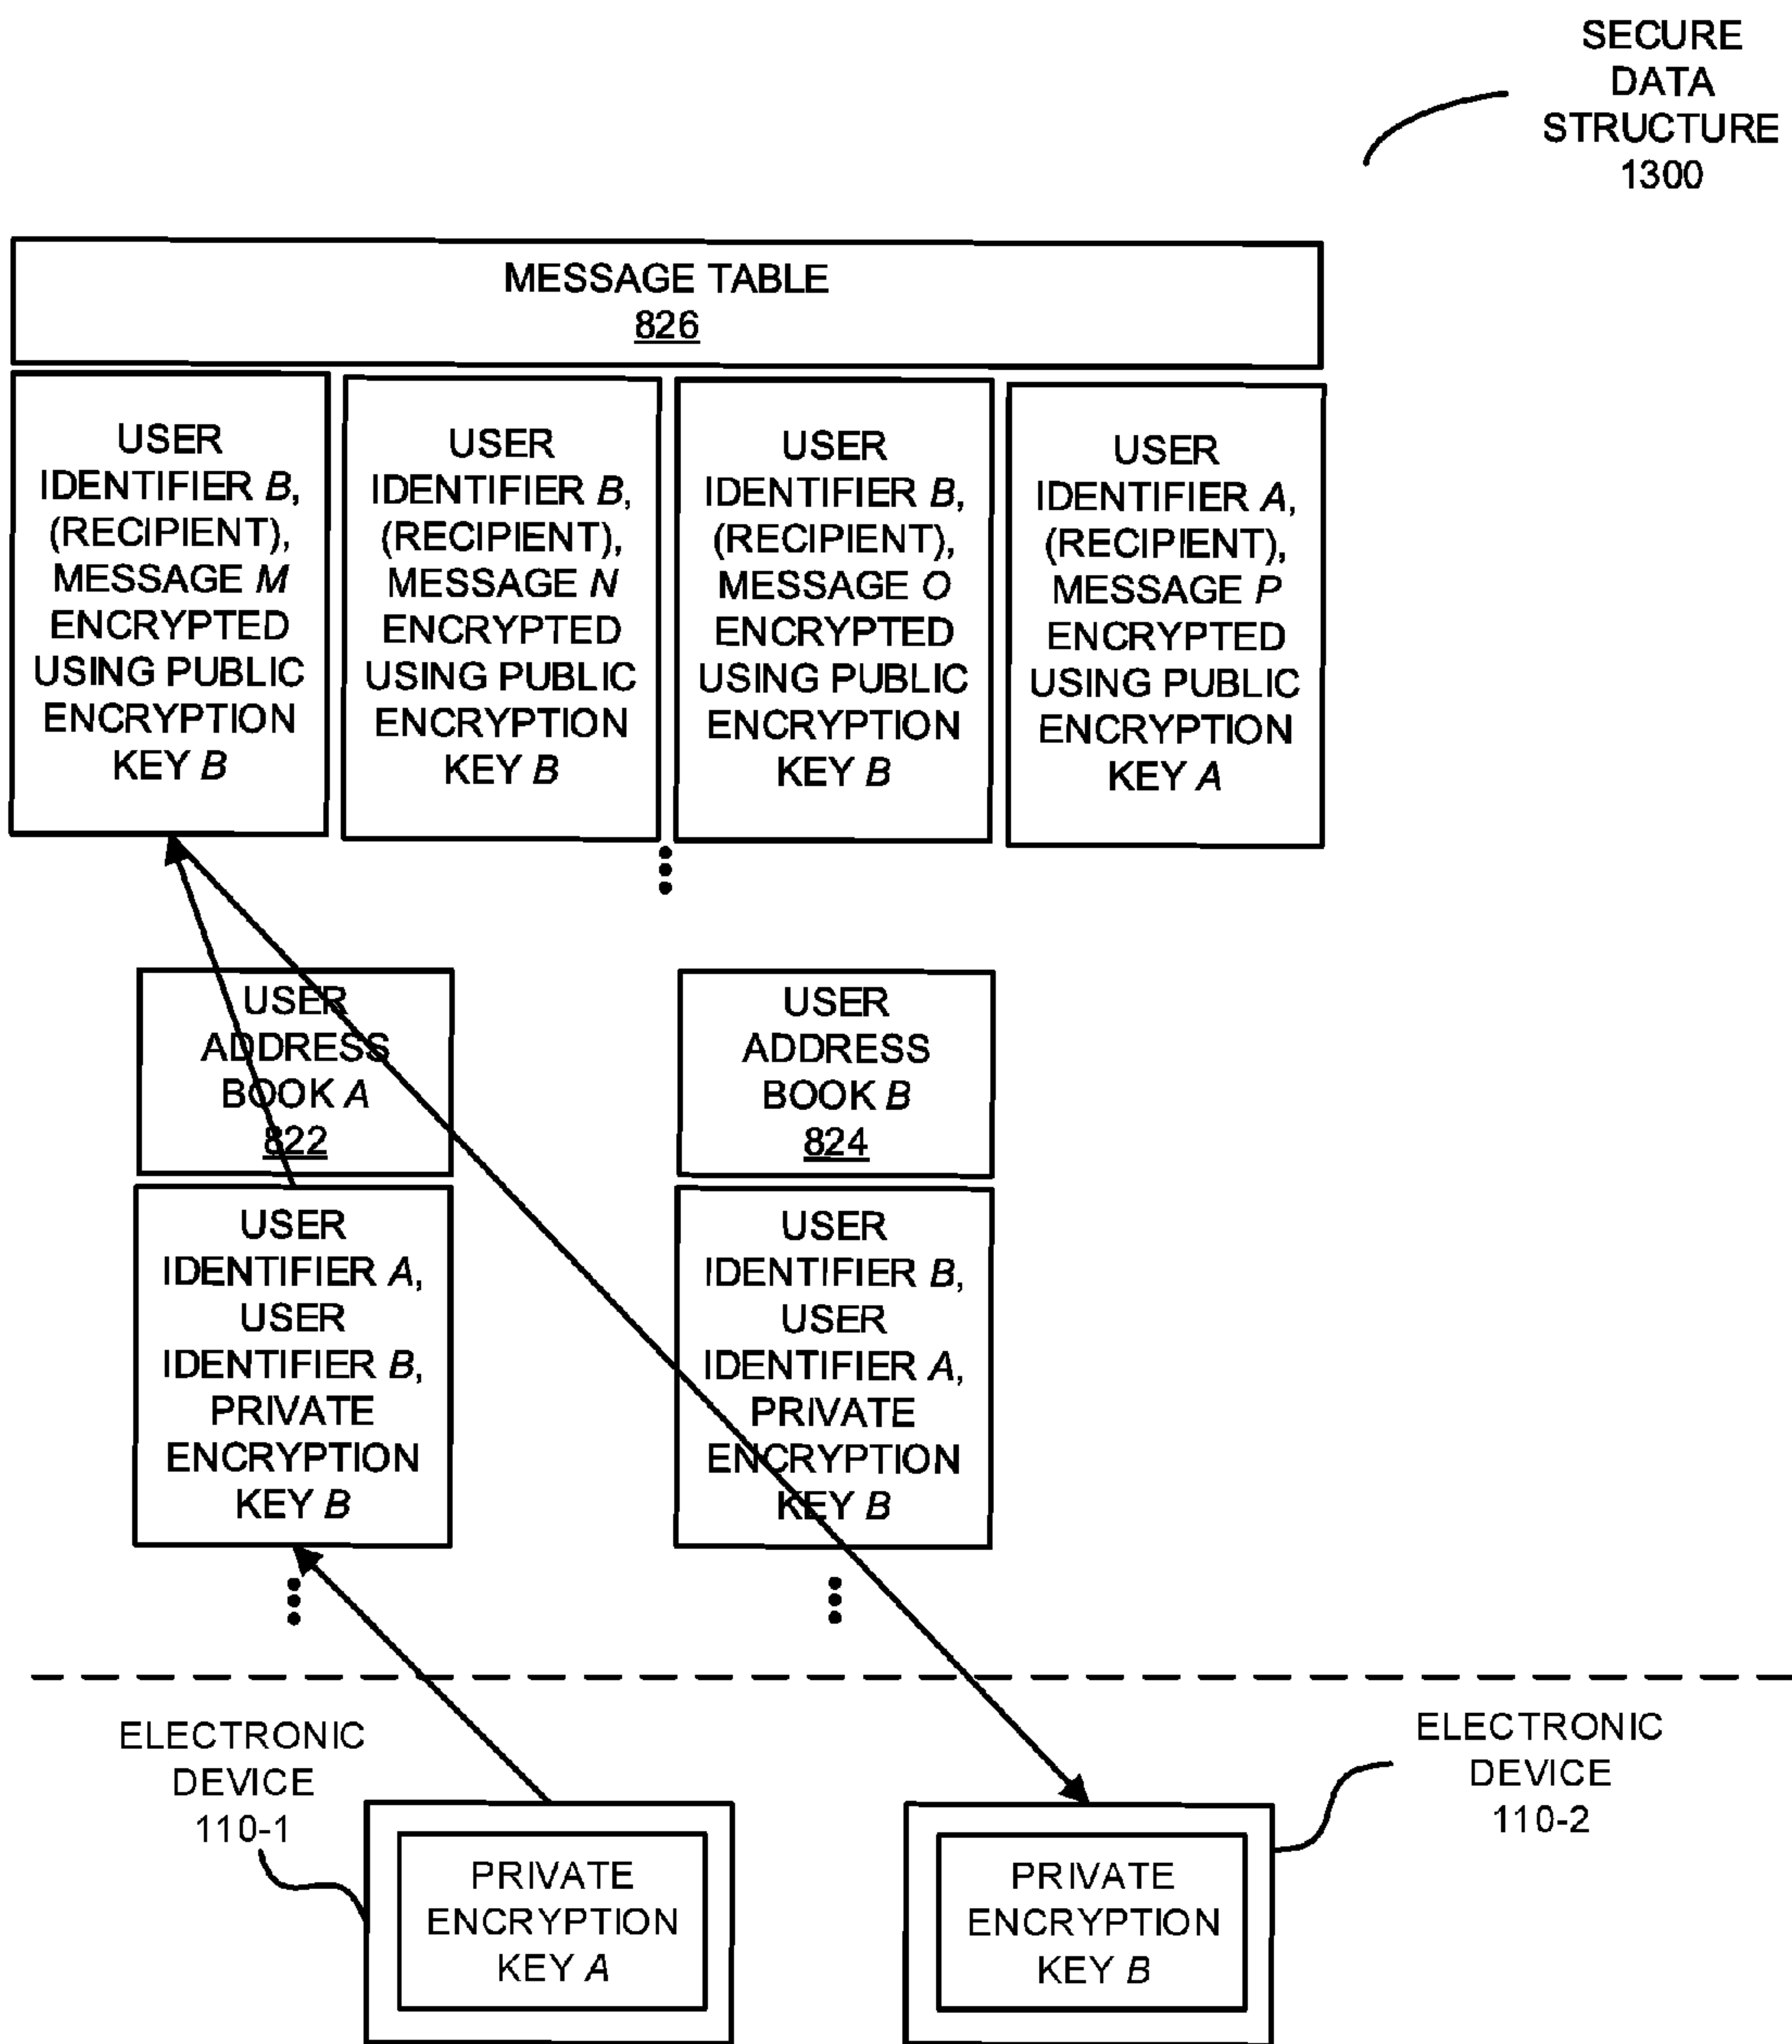 SECURE
DATA
STRUCTURE
1300
MESSAGE TABLE
826
USER
IDENTIFIER B,
(RECIPIENT),
MESSAGE M
ENCRYPTED
USING PUBLIC
ENCRYPTION
KEY B
USER
IDENTIFIER B,
(RECIPIENT),
MESSAGE N
ENCRYPTED
USING PUBLIC
ENCRYPTION
KEY B
USER
IDENTIFIER B,
(RECIPIENT),
MESSAGE O
ENCRYPTED
USING PUBLIC
ENCRYPTION
KEY B
USER
IDENTIFIER A,
(RECIPIENT),
MESSAGE P
ENCRYPTED
USING PUBLIC
ENCRYPTION
KEY A
USER
ADDRESS
BOOK A
822
USER
ADDRESS
BOOK B
824
USER
IDENTIFIER A,
USER
IDENTIFIER B,
PRIVATE
ENCRYPTION
KEY B
USER
IDENTIFIER B,
USER
IDENTIFIER A,
PRIVATE
ENCRYPTION
KEY B
ELECTRONIC
DEVICE
110-1
ELECTRONIC
DEVICE
110-2
PRIVATE
ENCRYPTION
KEY A
PRIVATE
ENCRYPTION
KEY B